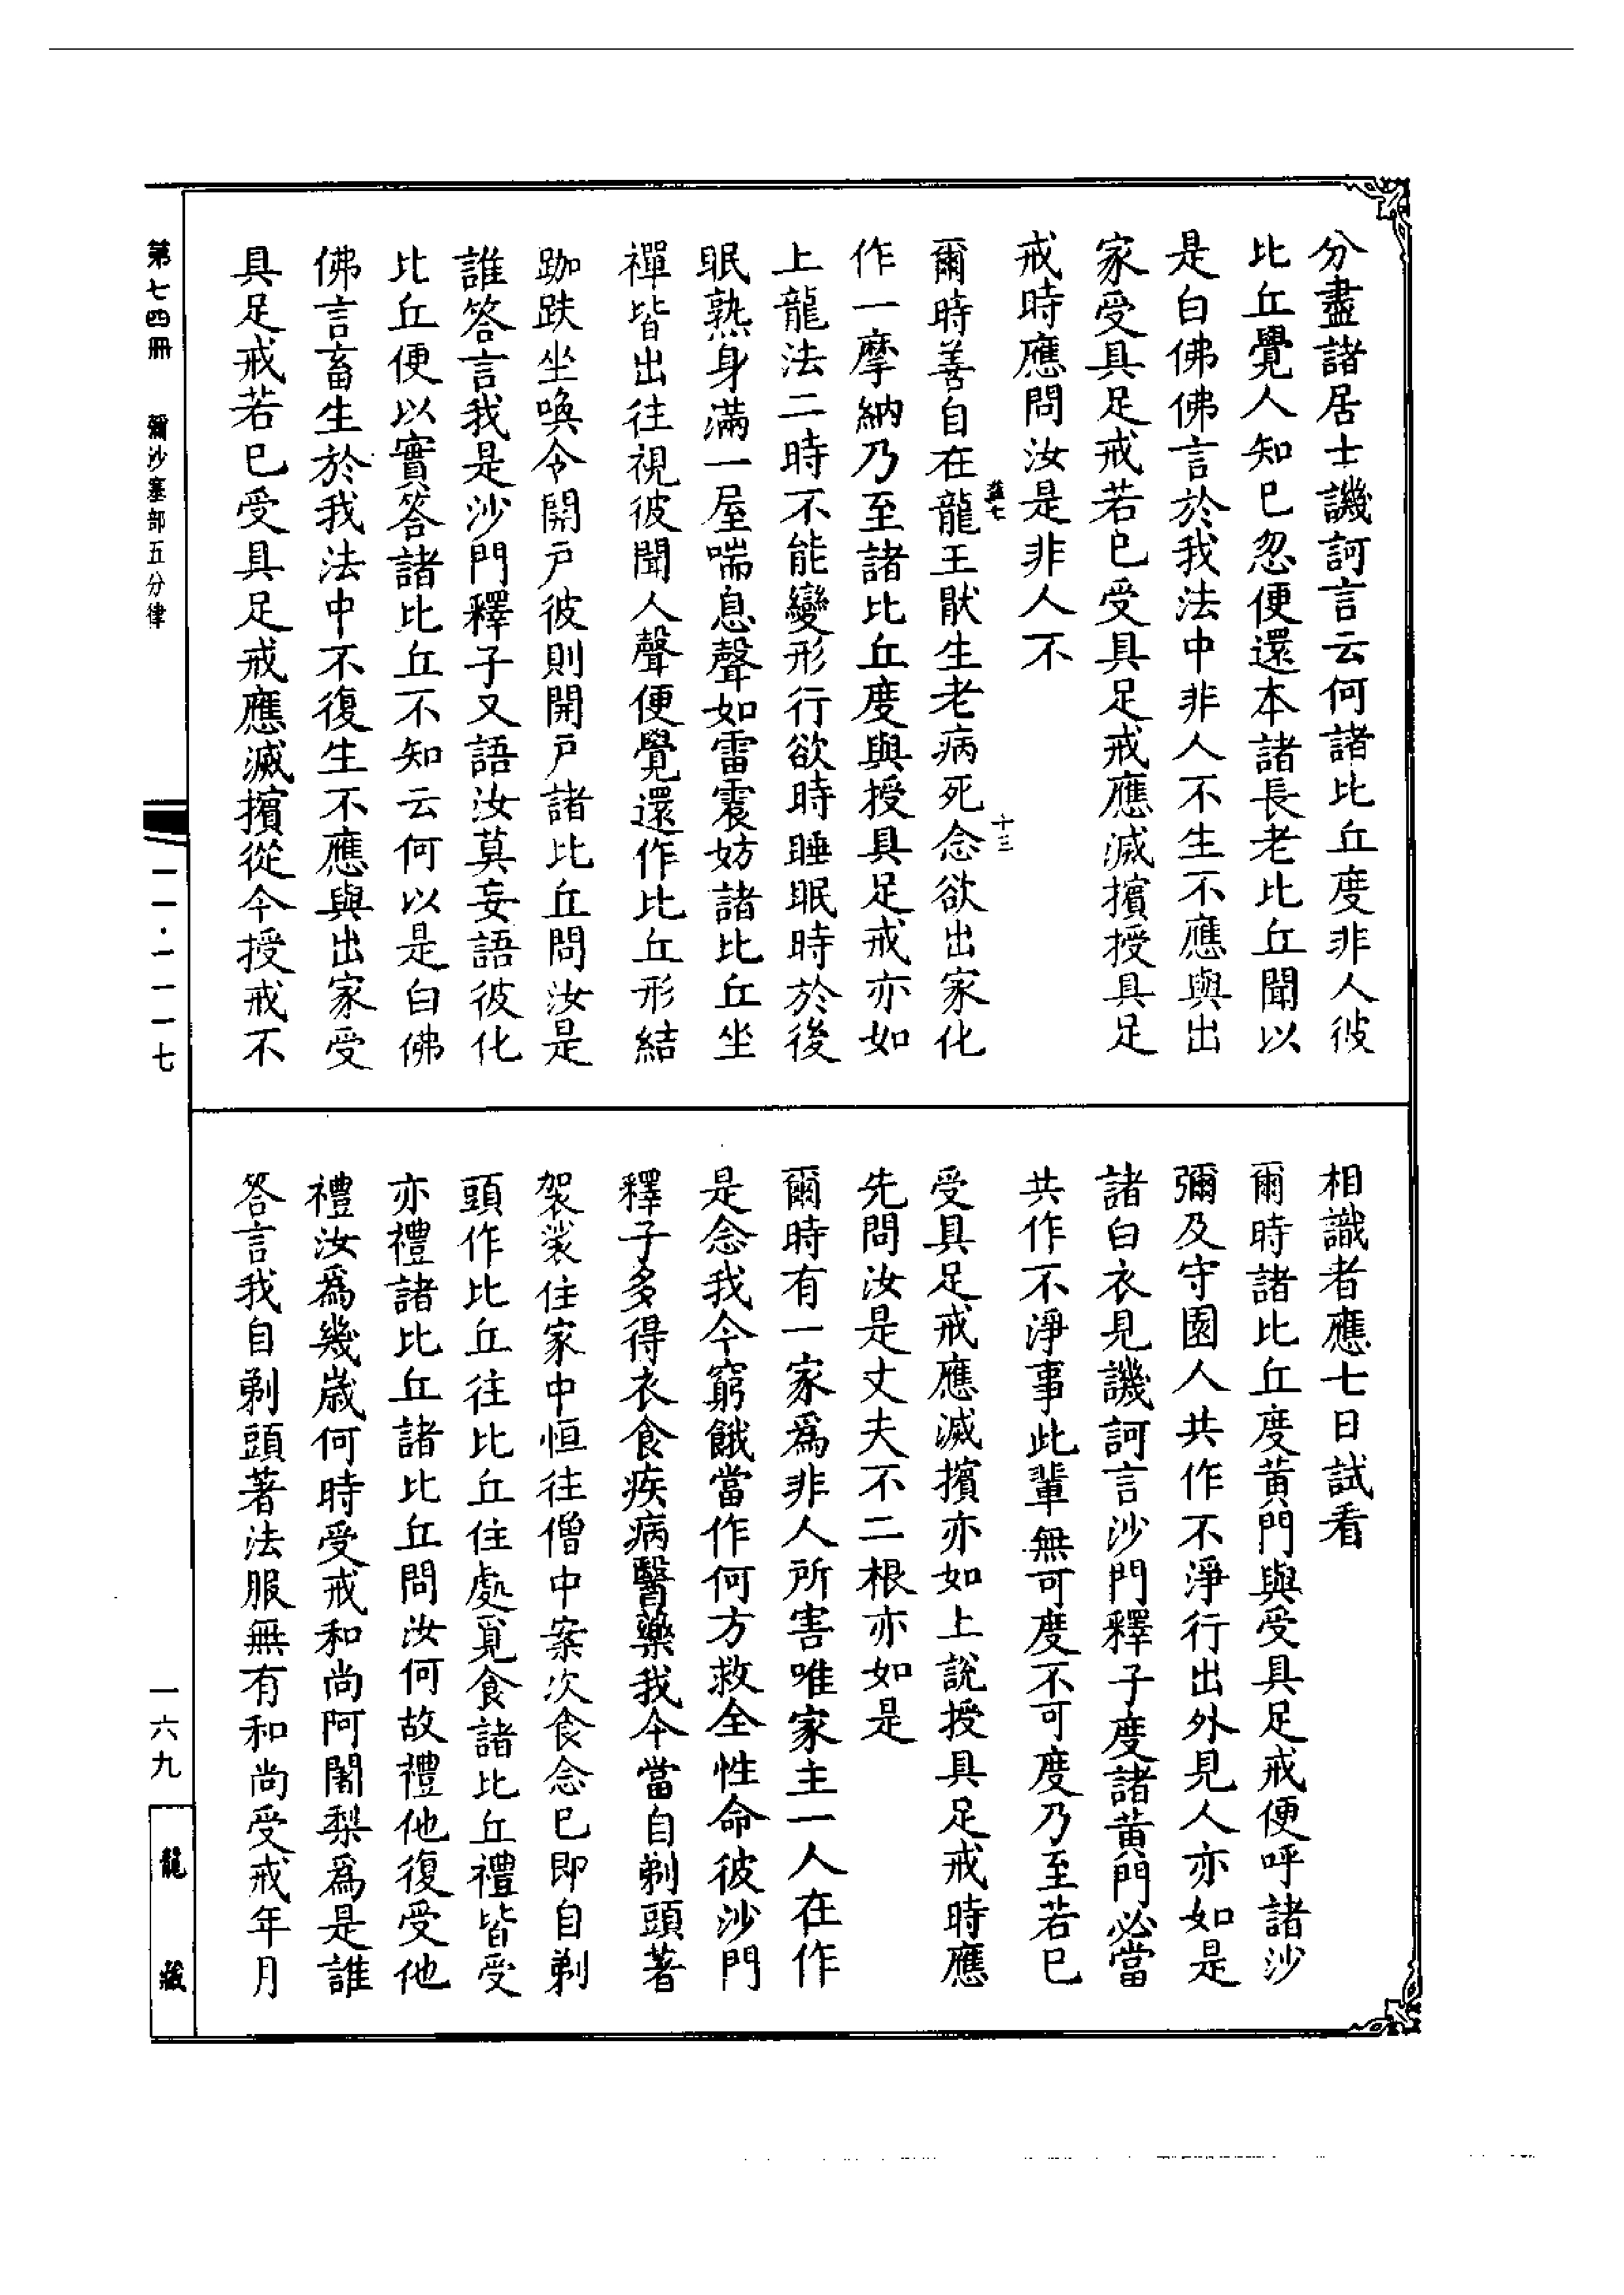 分盡諸居士譏訶言云何諸比丘度非人彼
比丘覺人知已忽便還本諸長老比丘聞以
是白佛佛言於我法中非人不生不應與出
家受具足戒若已受具足戒應滅擯授具足
戒時應問汝是非人不
爾時善自在龍王猒生老病死念欲出家化
作一摩納乃至諸比丘度與授具足戒亦如
上龍法二時不能變形行欲時睡眠時於後
眠熟身滿一屋喘息聲如雷震妨諸比丘坐
禪皆出往視彼聞人聲便覺還作比丘形結
跏趺坐喚令開戶彼則開戶諸比丘問汝是
誰答言我是沙門釋子又語汝莫妄語彼化
比丘便以實答諸比丘不知云何以是白佛
佛言畜生於我法中不復生不應與出家受
具足戒若已受具足戒應滅擯從今授戒不
相識者應七日試看
爾時諸比丘度黃門與受具足戒便呼諸沙
彌及守園人共作不淨行出外見人亦如是
諸白衣見譏訶言沙門釋子度諸黃門必當
共作不淨事此輩無可度不可度乃至若已
受具足戒應滅擯亦如上說授具足戒時應
先問汝是丈夫不二根亦如是
爾時有一家爲非人所害唯家主一人在作
是念我今窮餓當作何方救全性命彼沙門
釋子多得衣食疾病醫藥我今當自剃頭著
袈裟住家中恒往僧中案次食念已即自剃
頭作比丘往比丘住處覓食諸比丘禮皆受
亦禮諸比丘諸比丘問汝何故禮他復受他
禮汝爲幾歲何時受戒和尚阿闍梨爲是誰
答言我自剃頭著法服無有和尚受戒年月
十三
第七四冊 彌沙塞部五分律
一一·一一一七
一六九
龍藏